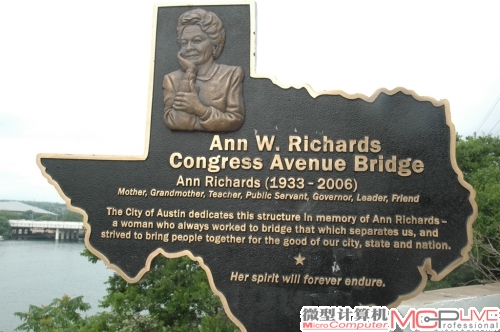 Ann W. Richards
Congress Avenue Bridge
Ann Richards (1933 - 2006)
Mother, Grandmother, Teacher, Public Servant, Governor, Leader, Friend
The City of Austin dedicates this structure in memory of Ann Richards –
a woman who always worked to bridge that which separates us, and
strived to bring people together for the good of our city, state and nation.
Her spirit will forever endure.
微型计算机 MCPLive.cn
MicroComputer MCPProfessional